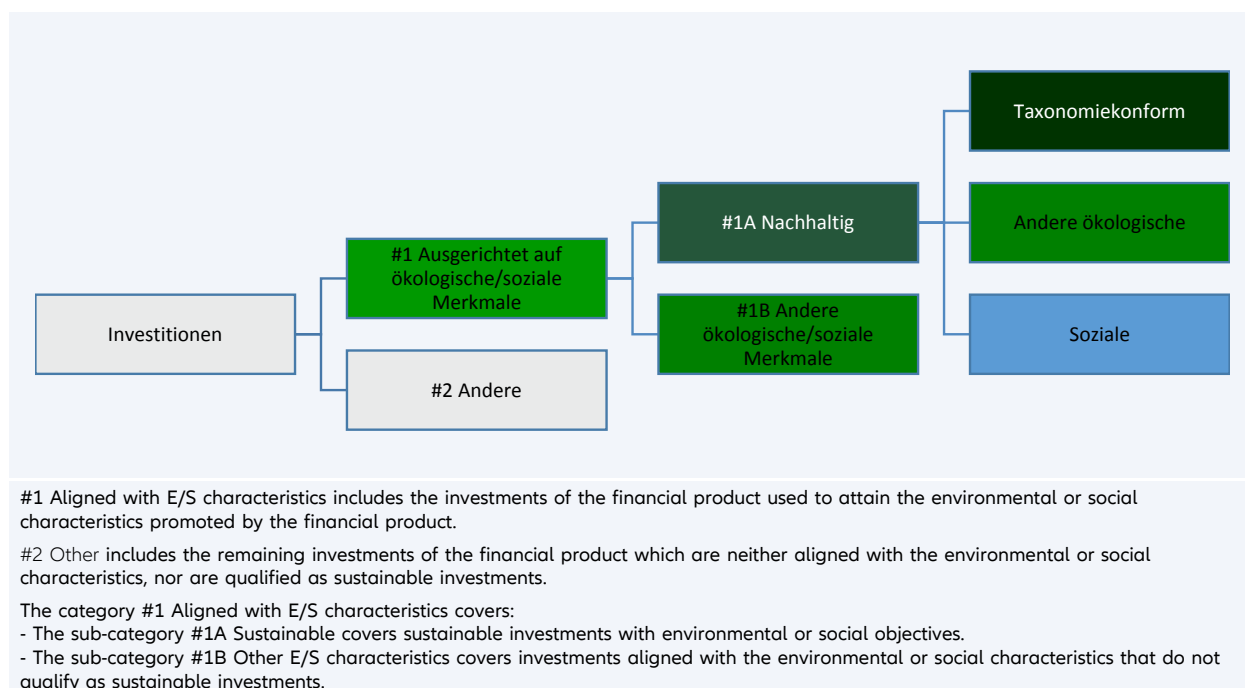 Taxonomiekonform
#1A Nachhaltig
Andere ökologische
#1 Ausgerichtet auf
ökologische/soziale
Merkmale
Investitionen
#1B Andere
ökologische/soziale
Merkmale
Soziale
#2 Andere
#1 Aligned with E/S characteristics includes the investments of the financial product used to attain the environmental or social
characteristics promoted by the financial product.
#2 Other includes the remaining investments of the financial product which are neither aligned with the environmental or social
characteristics, nor are qualified as sustainable investments.
The category #1 Aligned with E/S characteristics covers:
- The sub-category #1A Sustainable covers sustainable investments with environmental or social objectives.
- The sub-category #1B Other E/S characteristics covers investments aligned with the environmental or social characteristics that do not
qualify as sustainable investments.